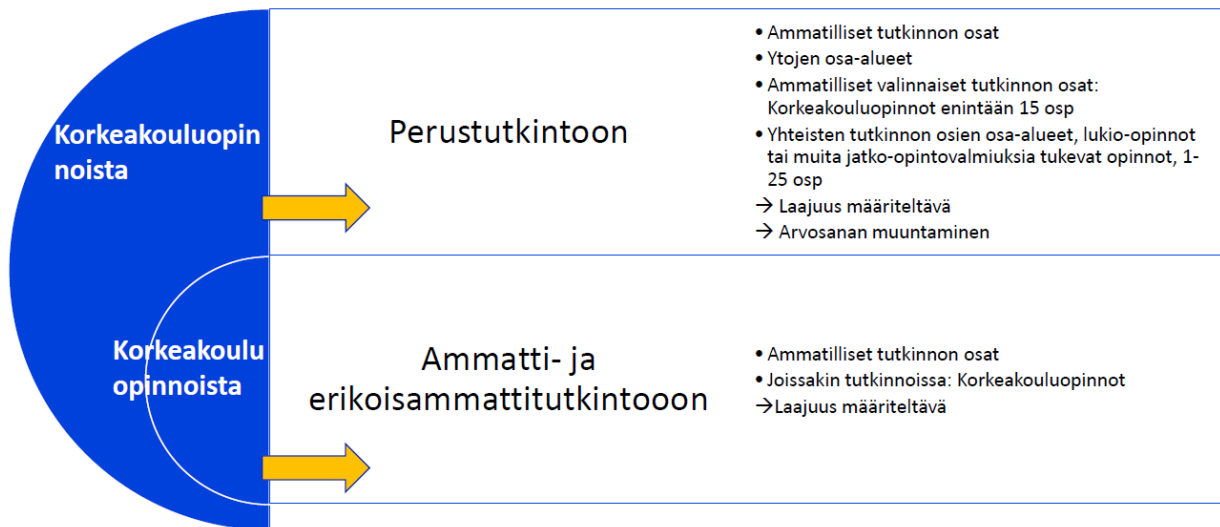 Korkeakouluopin
noista
Perustutkintoon
• Ammatilliset tutkinnon osat
• Ytojen osa-alueet
• Ammatilliset valinnaiset tutkinnon osat:
Korkeakouluopinnot enintään 15 osp
• Yhteisten tutkinnon osien osa-alueet, lukio-opinnot
tai muita jatko-opintovalmiuksia tukevat opinnot, 1-
25 osp
→ Laajuus määriteltävä
→ Arvosanan muuntaminen
Korkeakoulu
opinnoista
Ammatti- ja
erikoisammattitutkintooon
• Ammatilliset tutkinnon osat
• Joissakin tutkinnoissa: Korkeakouluopinnot
→Laajuus määriteltävä